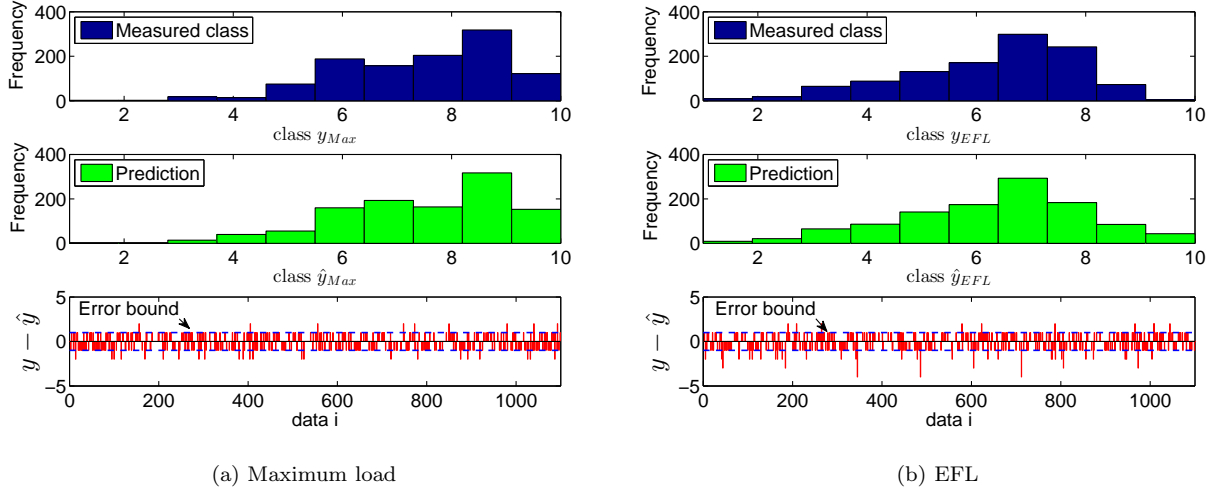 400
200
0
Frequency
Measured class
2 4 6 8 10
class y_Max
400
200
0
Frequency
Prediction
2 4 6 8 10
class ŷ_Max
5
0
−5
y − ŷ
Error bound
0 200 400 600 800 1000
data i
(a) Maximum load
400
200
0
Frequency
Measured class
2 4 6 8 10
class y_EFL
400
200
0
Frequency
Prediction
2 4 6 8 10
class ŷ_EFL
5
0
−5
y − ŷ
Error bound
0 200 400 600 800 1000
data i
(b) EFL